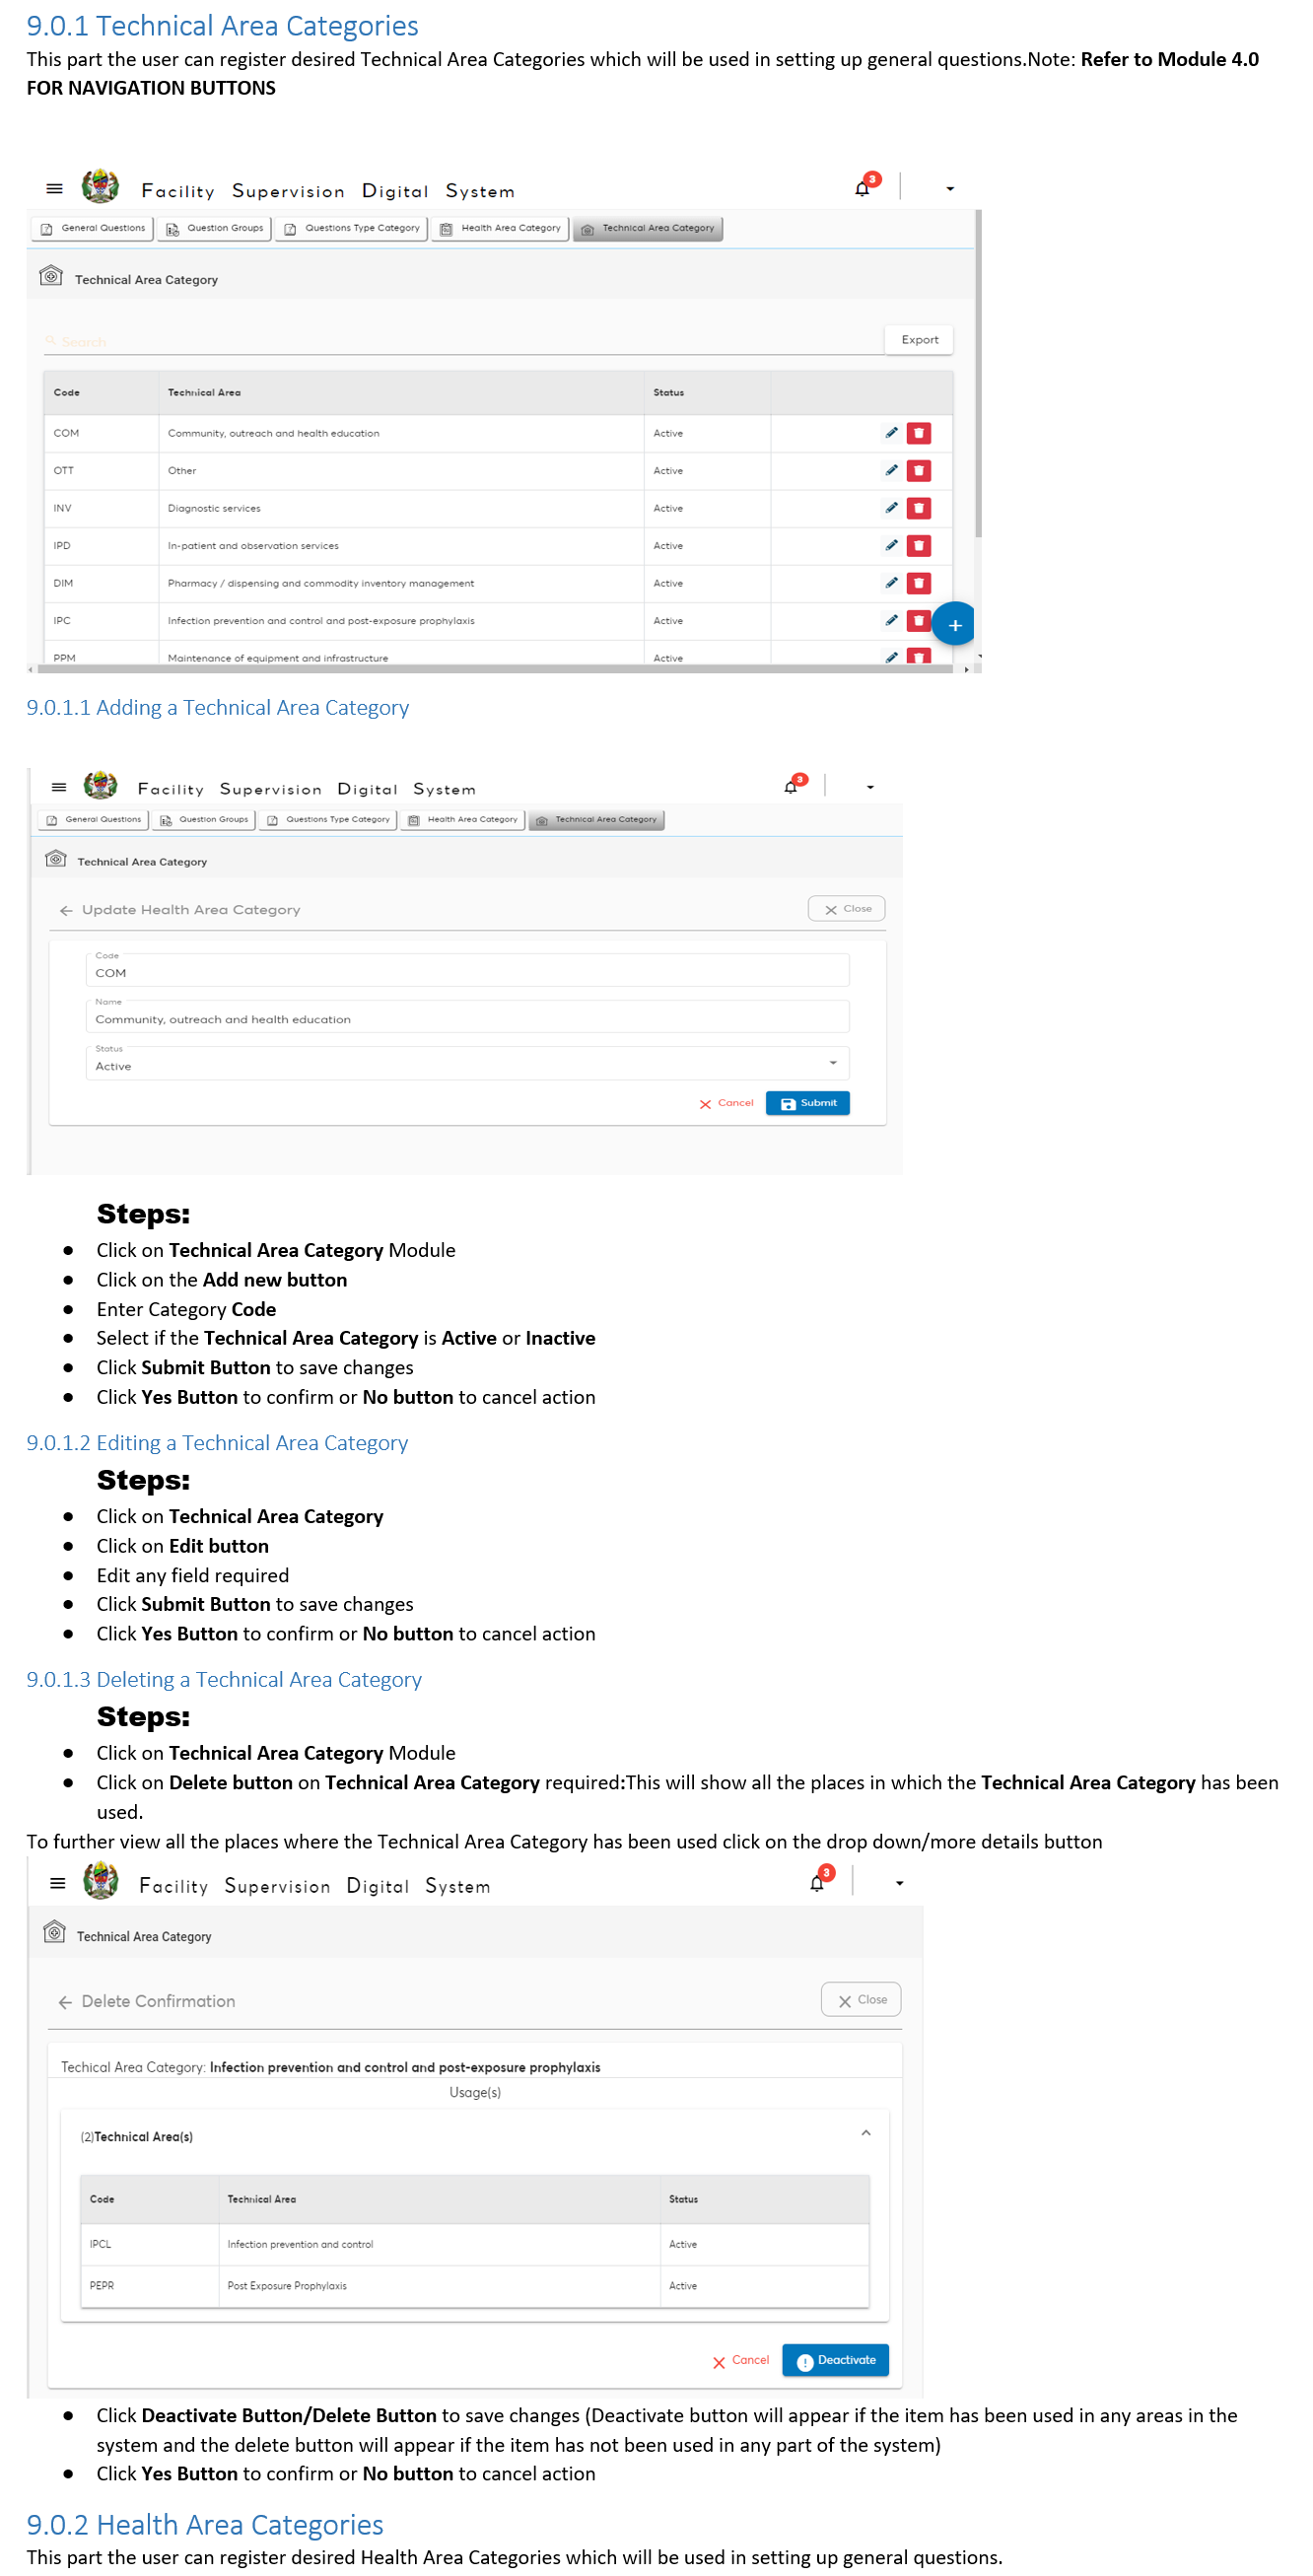 9.0.1 Technical Area Categories
This part the user can register desired Technical Area Categories which will be used in setting up general questions.Note: Refer to Module 4.0
FOR NAVIGATION BUTTONS
Facility Supervision Digital System
3
General Questions Question Groups Questions Type Category Health Area Category Technical Area Category
Technical Area Category
Search Export
Code Technical Area Status
COM Community, outreach and health education Active
OTT Other Active
INV Diagnostic services Active
IPD In-patient and observation services Active
DIM Pharmacy / dispensing and commodity inventory management Active
IPC Infection prevention and control and post-exposure prophylaxis Active
+
PPM Maintenance of equipment and infrastructure Active
9.0.1.1 Adding a Technical Area Category
Facility Supervision Digital System
3
General Questions Question Groups Questions Type Category Health Area Category Technical Area Category
Technical Area Category
Update Health Area Category Close
Code
COM
Name
Community, outreach and health education
Status
Active
Cancel Submit
Steps:
● Click on Technical Area Category Module
● Click on the Add new button
● Enter Category Code
● Select if the Technical Area Category is Active or Inactive
● Click Submit Button to save changes
● Click Yes Button to confirm or No button to cancel action
9.0.1.2 Editing a Technical Area Category
Steps:
● Click on Technical Area Category
● Click on Edit button
● Edit any field required
● Click Submit Button to save changes
● Click Yes Button to confirm or No button to cancel action
9.0.1.3 Deleting a Technical Area Category
Steps:
● Click on Technical Area Category Module
● Click on Delete button on Technical Area Category required:This will show all the places in which the Technical Area Category has been
used.
To further view all the places where the Technical Area Category has been used click on the drop down/more details button
Facility Supervision Digital System
3
Technical Area Category
Delete Confirmation Close
Techical Area Category: Infection prevention and control and post-exposure prophylaxis
Usage(s)
(2)Technical Area(s)
Code Technical Area Status
IPCL Infection prevention and control Active
PEPR Post Exposure Prophylaxis Active
Cancel Deactivate
● Click Deactivate Button/Delete Button to save changes (Deactivate button will appear if the item has been used in any areas in the
system and the delete button will appear if the item has not been used in any part of the system)
● Click Yes Button to confirm or No button to cancel action
9.0.2 Health Area Categories
This part the user can register desired Health Area Categories which will be used in setting up general questions.